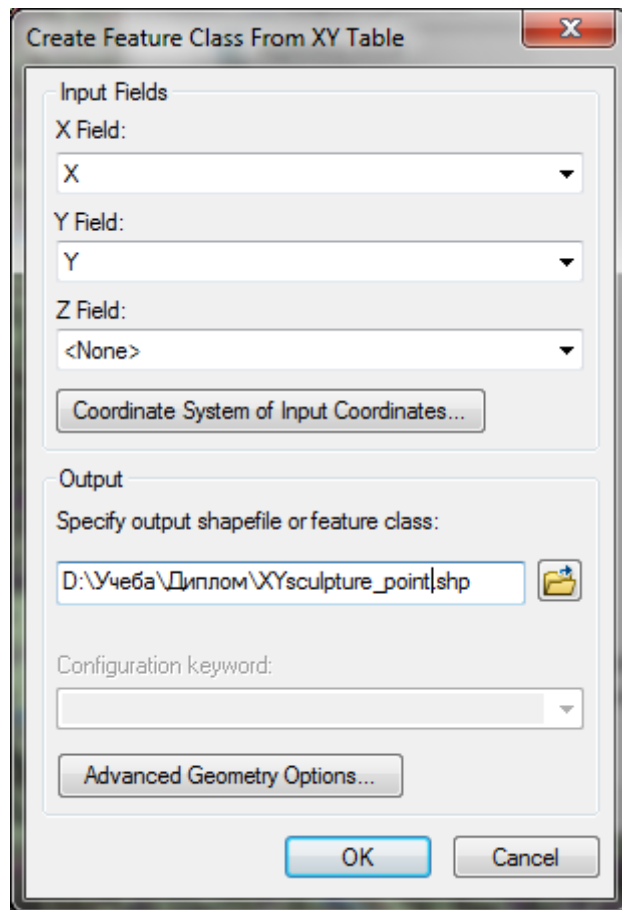 Create Feature Class From XY Table
Input Fields
X Field:
X
Y Field:
Y
Z Field:
<None>
Coordinate System of Input Coordinates...
Output
Specify output shapefile or feature class:
D:\Учеба\Диплом\XYsculpture_point.shp
Configuration keyword:
Advanced Geometry Options...
OK Cancel